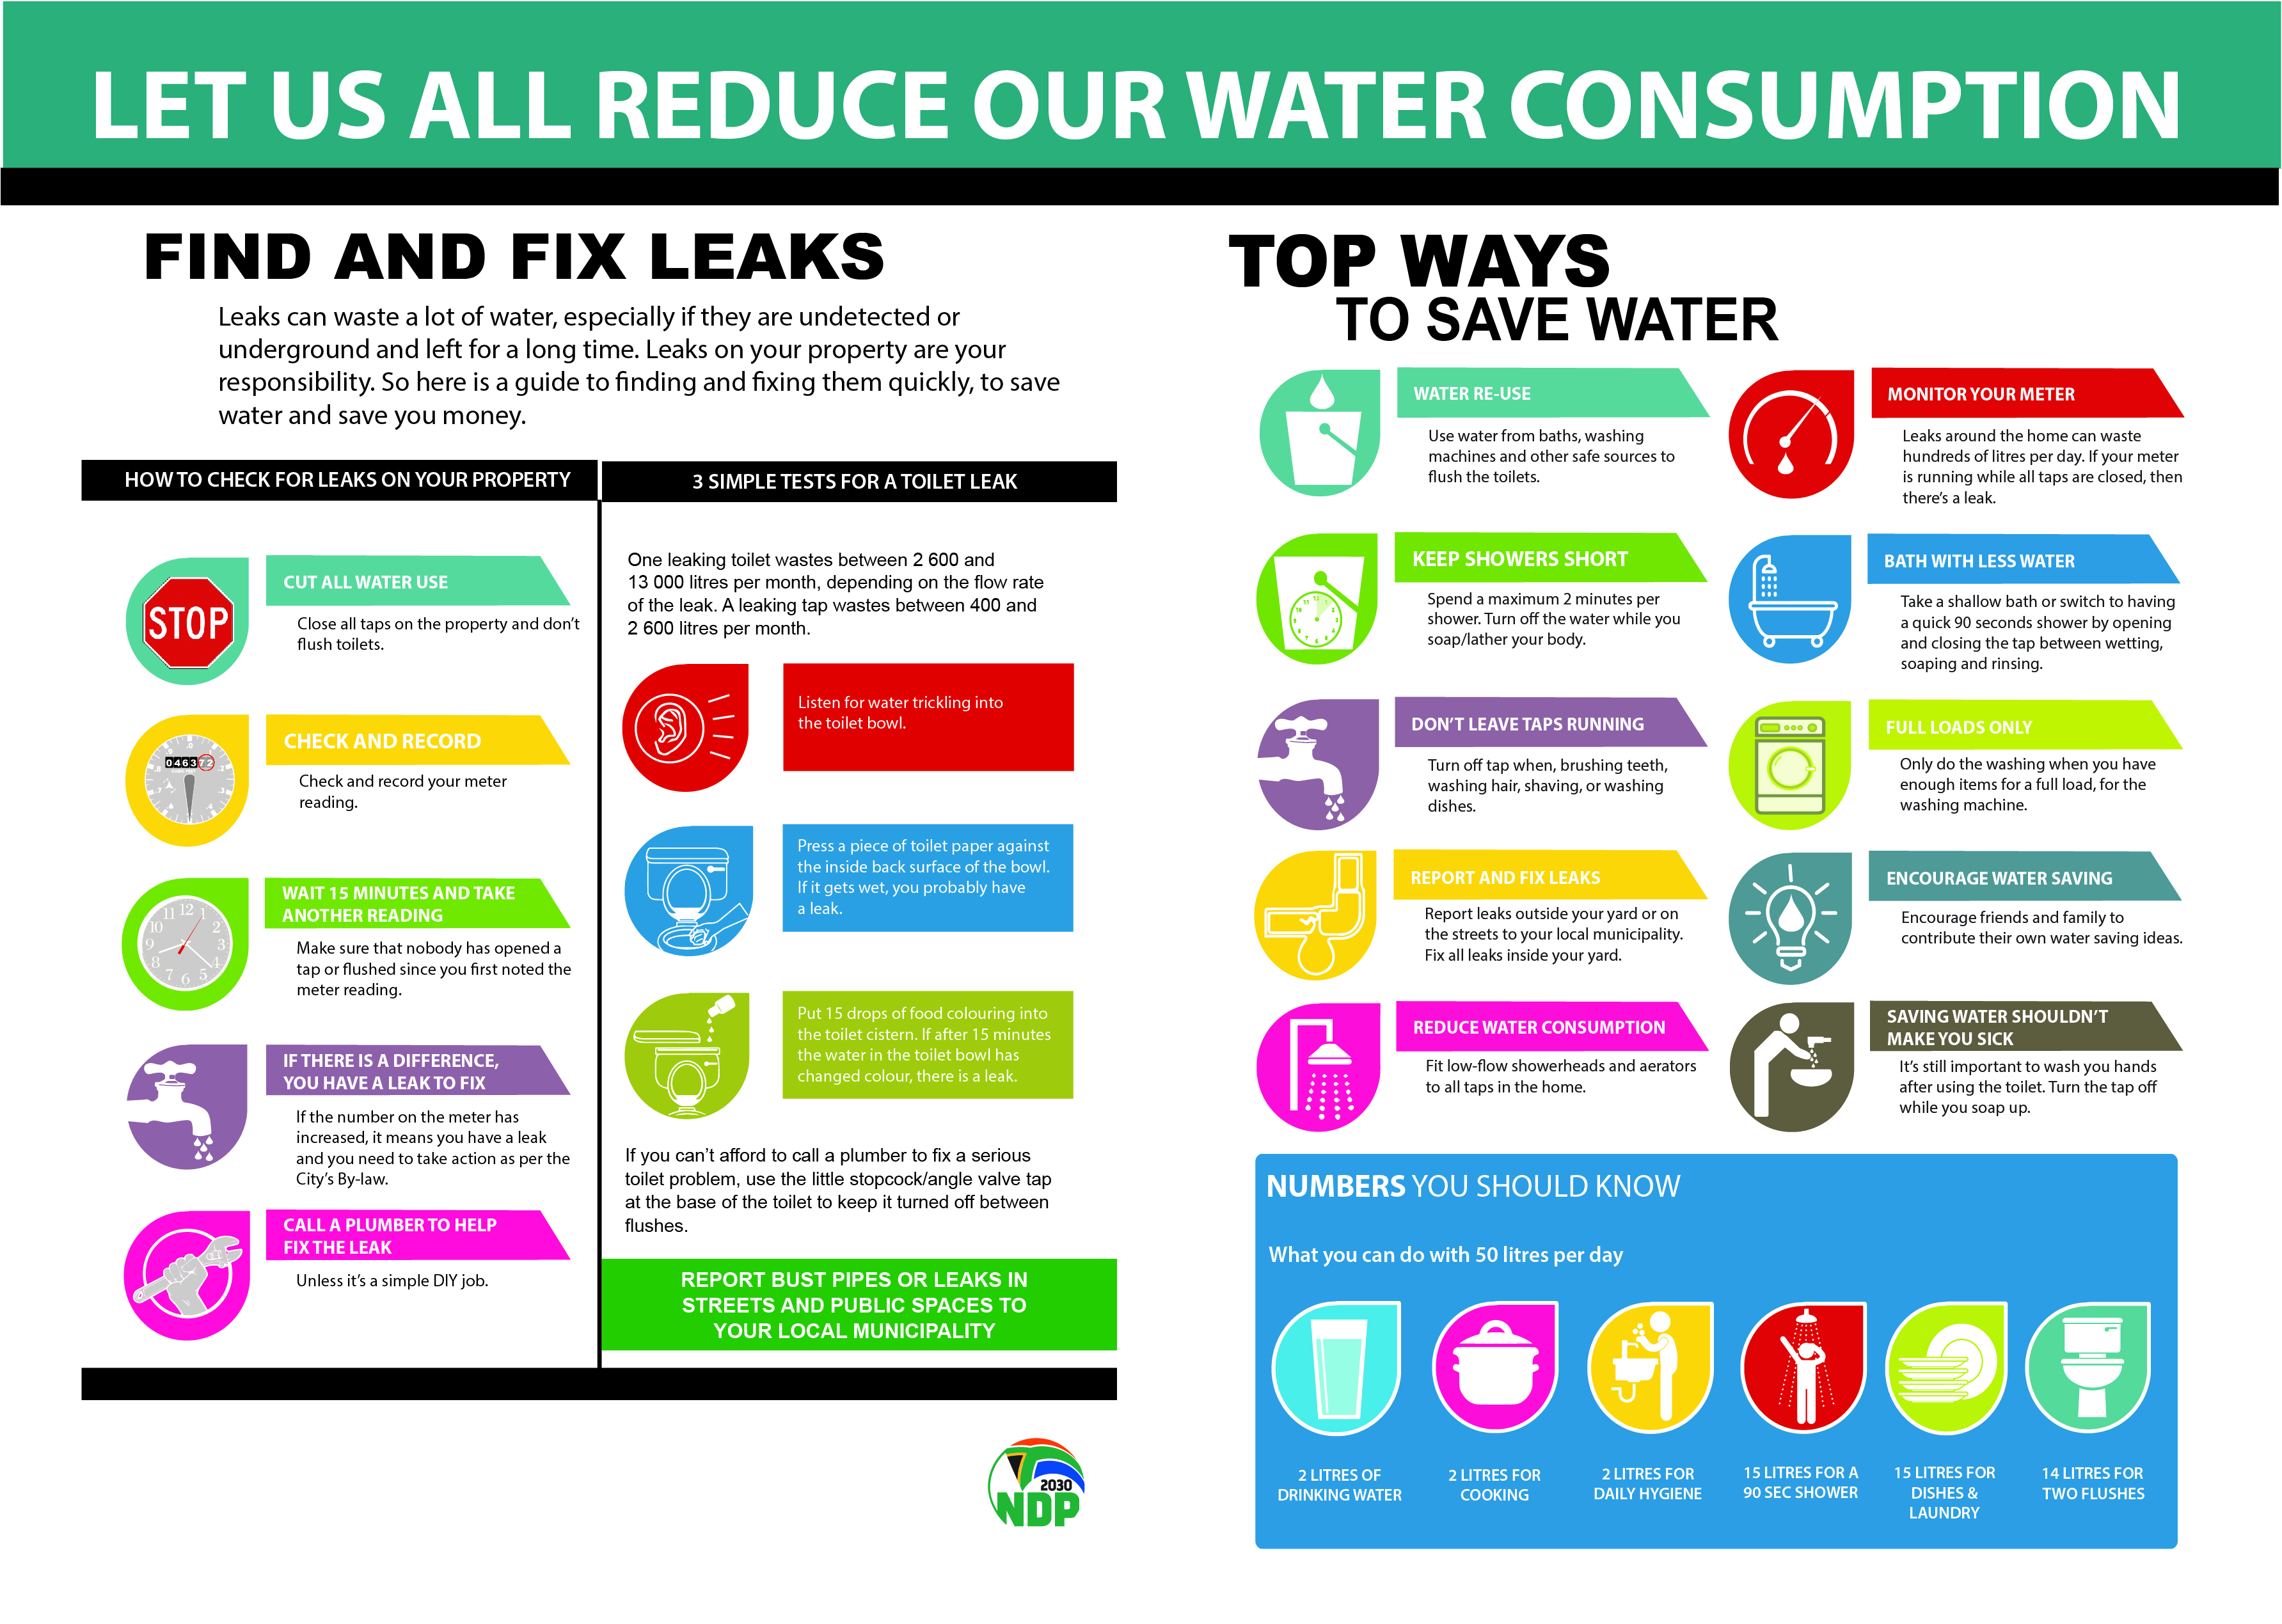 LET US ALL REDUCE OUR WATER CONSUMPTION
FIND AND FIX LEAKS
Leaks can waste a lot of water, especially if they are undetected or
underground and left for a long time. Leaks on your property are your
responsibility. So here is a guide to finding and fixing them quickly, to save
water and save you money.
HOW TO CHECK FOR LEAKS ON YOUR PROPERTY
STOP
CUT ALL WATER USE
Close all taps on the property and don't
flush toilets.
04637 2
CHECK AND RECORD
Check and record your meter
reading.
12 1 2 3 4 5 6 7 8 9 10 11
WAIT 15 MINUTES AND TAKE
ANOTHER READING
Make sure that nobody has opened a
tap or flushed since you first noted the
meter reading.
IF THERE IS A DIFFERENCE,
YOU HAVE A LEAK TO FIX
If the number on the meter has
increased, it means you have a leak
and you need to take action as per the
City's By-law.
CALL A PLUMBER TO HELP
FIX THE LEAK
Unless it's a simple DIY job.
3 SIMPLE TESTS FOR A TOILET LEAK
One leaking toilet wastes between 2 600 and
13 000 litres per month, depending on the flow rate
of the leak. A leaking tap wastes between 400 and
2 600 litres per month.
Listen for water trickling into
the toilet bowl.
Press a piece of toilet paper against
the inside back surface of the bowl.
If it gets wet, you probably have
a leak.
Put 15 drops of food colouring into
the toilet cistern. If after 15 minutes
the water in the toilet bowl has
changed colour, there is a leak.
If you can't afford to call a plumber to fix a serious
toilet problem, use the little stopcock/angle valve tap
at the base of the toilet to keep it turned off between
flushes.
REPORT BUST PIPES OR LEAKS IN
STREETS AND PUBLIC SPACES TO
YOUR LOCAL MUNICIPALITY
2030
NDP
TOP WAYS
TO SAVE WATER
WATER RE-USE
Use water from baths, washing
machines and other safe sources to
flush the toilets.
MONITOR YOUR METER
Leaks around the home can waste
hundreds of litres per day. If your meter
is running while all taps are closed, then
there's a leak.
KEEP SHOWERS SHORT
Spend a maximum 2 minutes per
shower. Turn off the water while you
soap/lather your body.
BATH WITH LESS WATER
Take a shallow bath or switch to having
a quick 90 seconds shower by opening
and closing the tap between wetting,
soaping and rinsing.
DON'T LEAVE TAPS RUNNING
Turn off tap when, brushing teeth,
washing hair, shaving, or washing
dishes.
FULL LOADS ONLY
Only do the washing when you have
enough items for a full load, for the
washing machine.
REPORT AND FIX LEAKS
Report leaks outside your yard or on
the streets to your local municipality.
Fix all leaks inside your yard.
ENCOURAGE WATER SAVING
Encourage friends and family to
contribute their own water saving ideas.
REDUCE WATER CONSUMPTION
Fit low-flow showerheads and aerators
to all taps in the home.
SAVING WATER SHOULDN'T
MAKE YOU SICK
It's still important to wash you hands
after using the toilet. Turn the tap off
while you soap up.
NUMBERS YOU SHOULD KNOW
What you can do with 50 litres per day
2 LITRES OF
DRINKING WATER
2 LITRES FOR
COOKING
2 LITRES FOR
DAILY HYGIENE
15 LITRES FOR A
90 SEC SHOWER
15 LITRES FOR
DISHES &
LAUNDRY
14 LITRES FOR
TWO FLUSHES